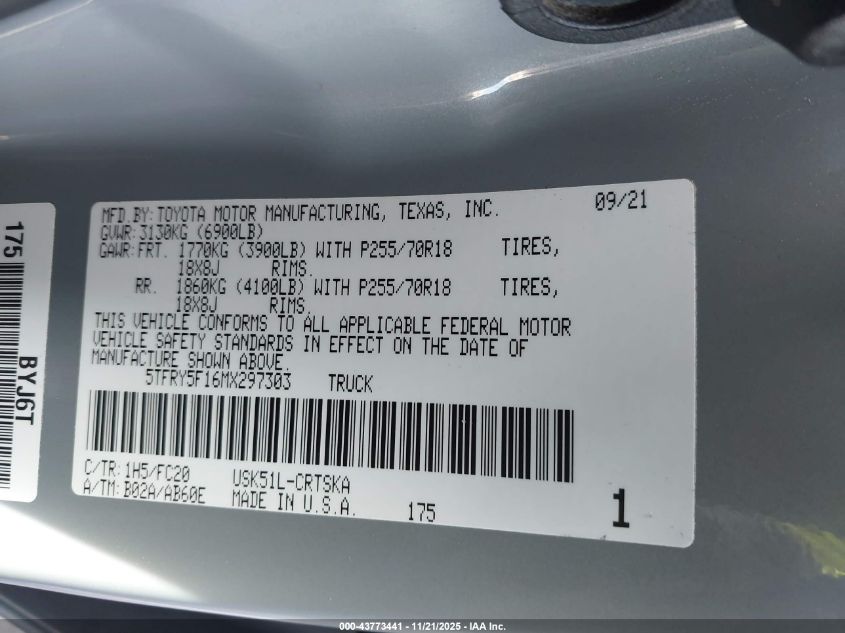 MFD.BY:TOYOTA MOTOR MANUFACTURING, TEXAS, INC. 09/21
GVWR:3130KG (6900LB)
GAWR:FRT. 1770KG (3900LB) WITH P255/70R18 TIRES,
18X8J RIMS.
RR. 1860KG (4100LB) WITH P255/70R18 TIRES,
18X8J RIMS.
THIS VEHICLE CONFORMS TO ALL APPLICABLE FEDERAL MOTOR
VEHICLE SAFETY STANDARDS IN EFFECT ON THE DATE OF
MANUFACTURE SHOWN ABOVE.
5TFRY5F16MX297303 TRUCK
C/TR:1H5/FC20 USK51L-CRTSKA
A/TM:B02A/AB60E MADE IN U.S.A. 175 1
175
BYJ6T
000-43773441 - 11/21/2025 - IAA Inc.